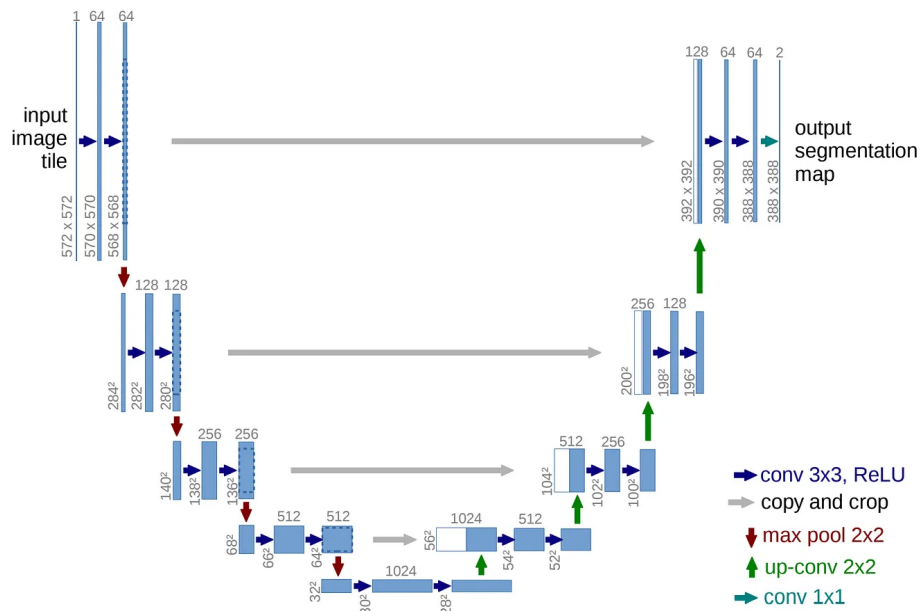 1 64 64
128 64 64 2
input
image
tile
output
segmentation
map
572 x 572
570 x 570
568 x 568
392 x 392
390 x 390
388 x 388
388 x 388
128 128
256 128
284²
282²
280²
200²
198²
196²
256 256
512 256
140²
138²
136²
104²
102²
100²
512 512
1024 512
68²
66²
64²
56²
54²
52²
1024
32²
conv 3x3, ReLU
copy and crop
max pool 2x2
up-conv 2x2
conv 1x1